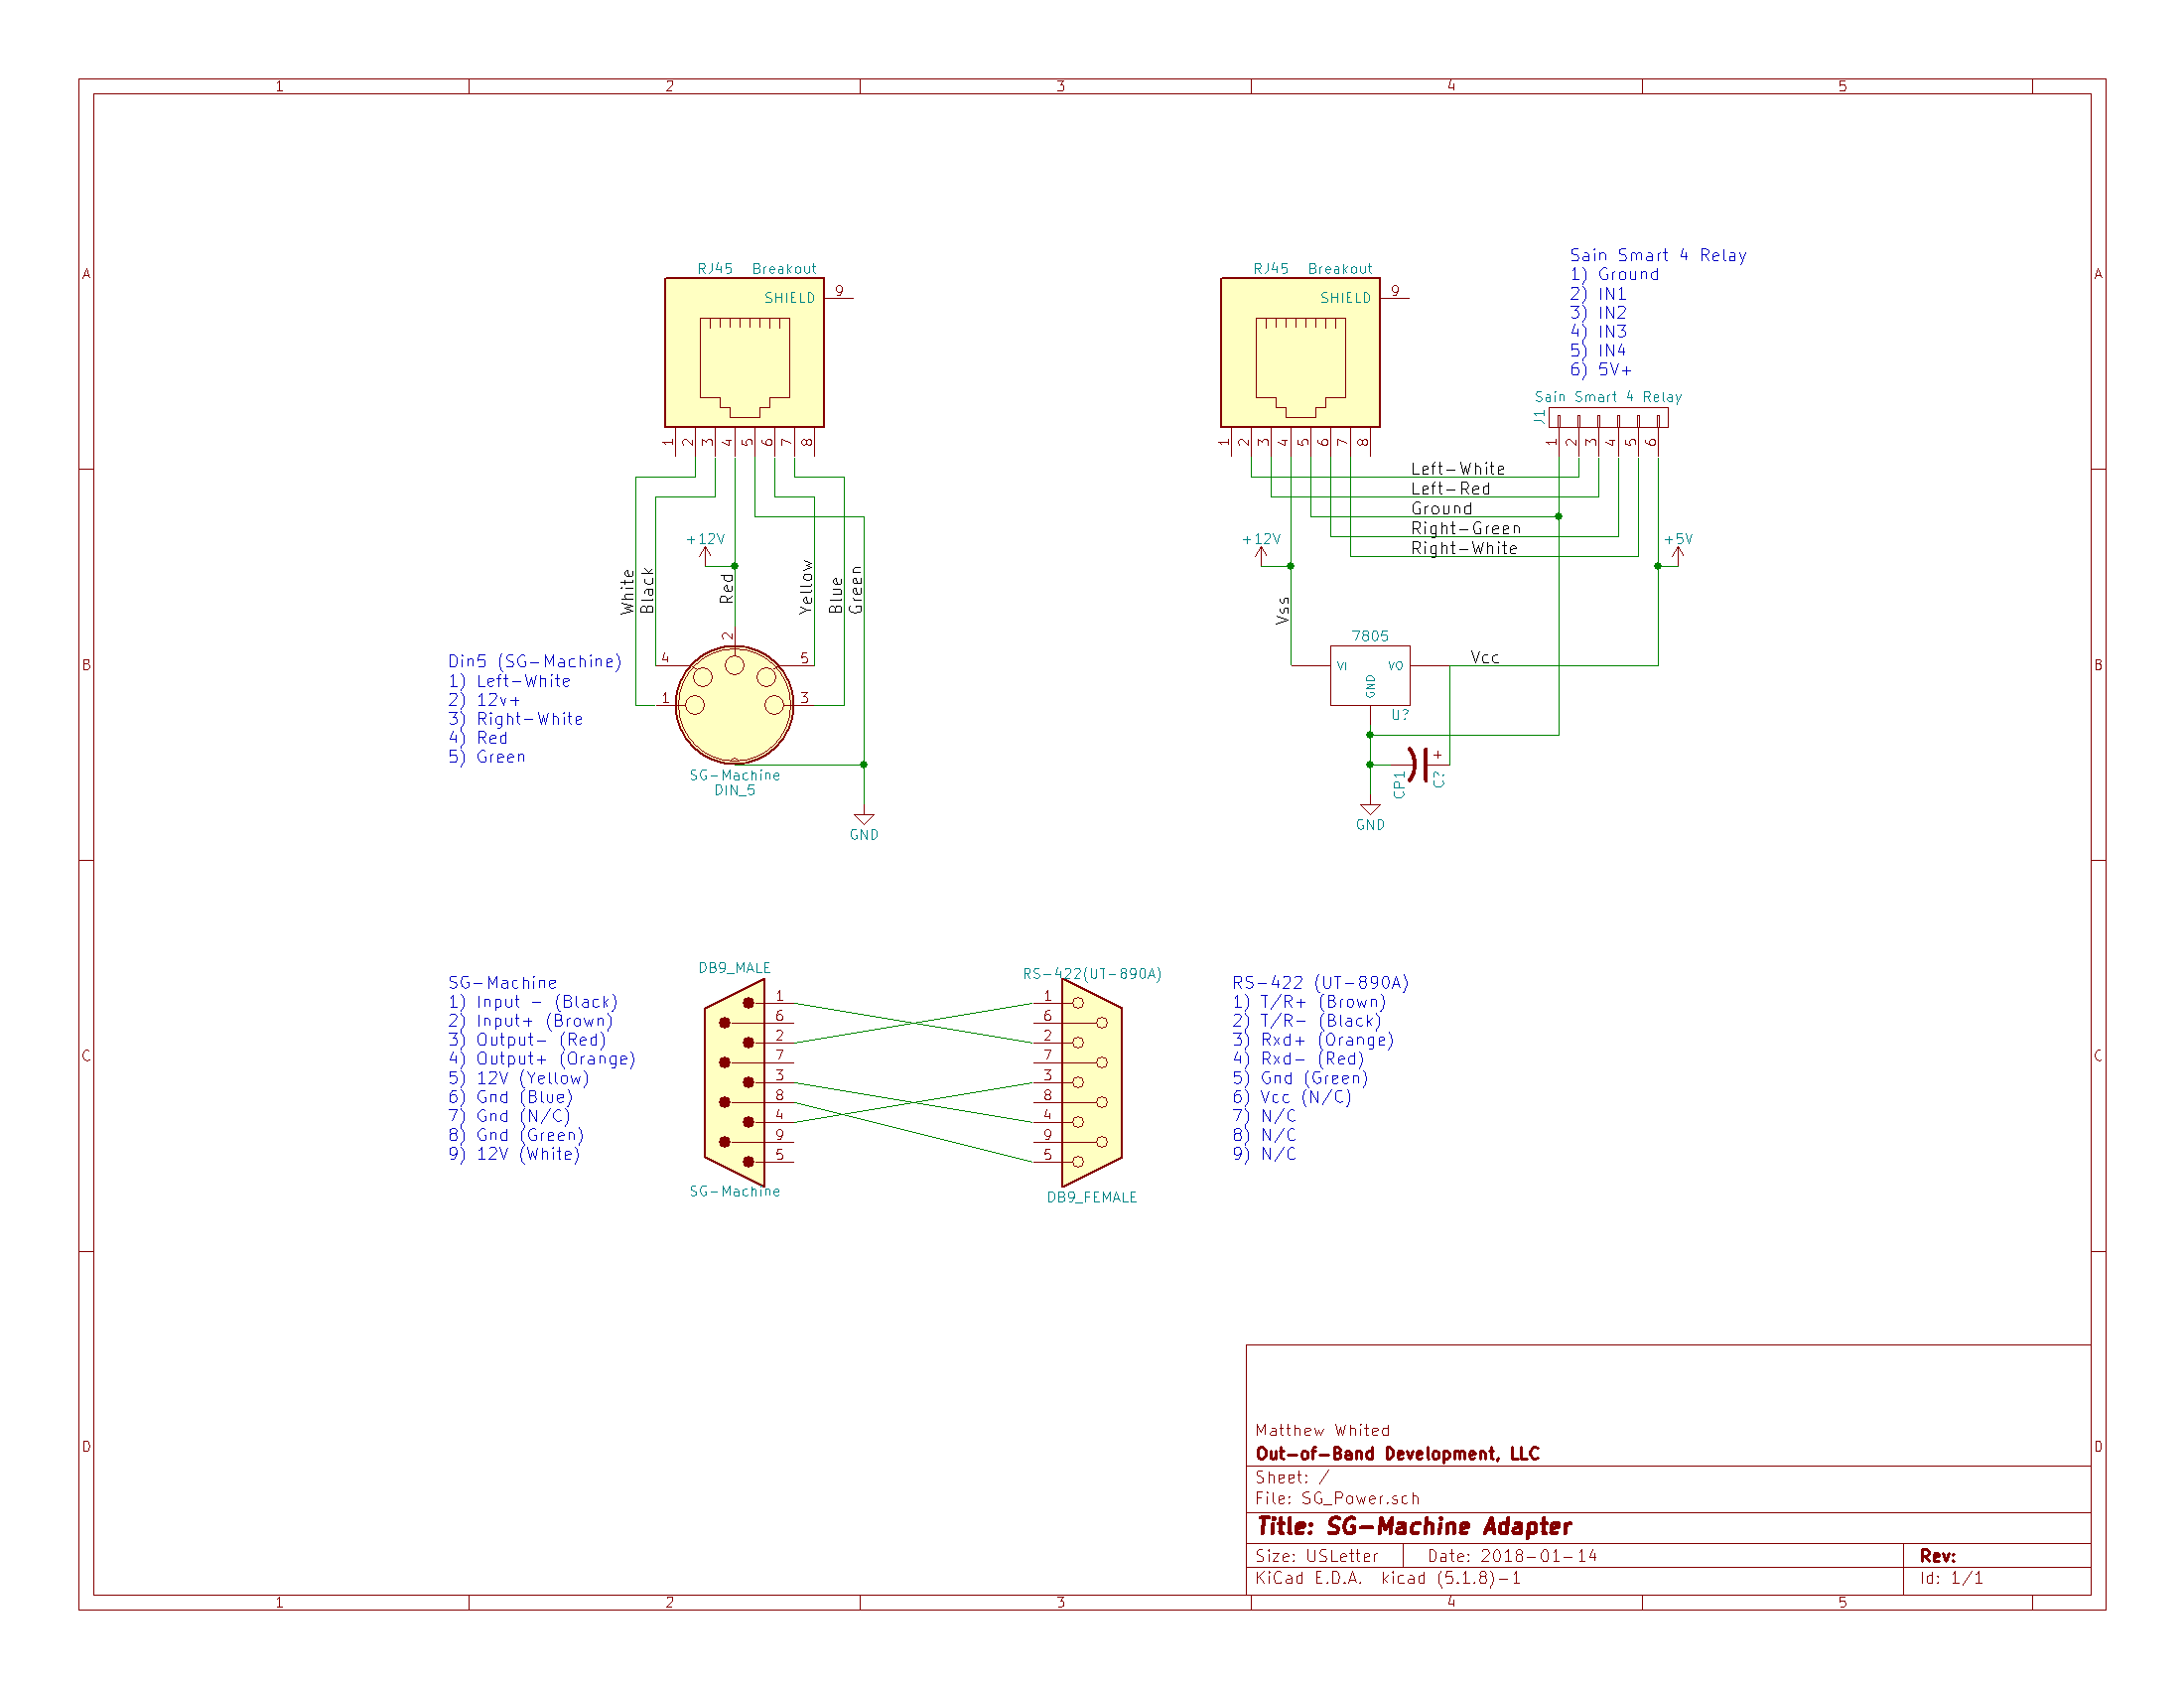 1 2 3 4 5
A A
B B
C C
D D
RJ45 Breakout
SHIELD
9
1 2 3 4 5 6 7 8
+12V
White
Black
Red
Yellow
Blue
Green
2
4 5
1 3
SG-Machine
DIN_5
GND
Din5 (SG-Machine)
1) Left-White
2) 12v+
3) Right-White
4) Red
5) Green
RJ45 Breakout
SHIELD
9
1 2 3 4 5 6 7 8
Sain Smart 4 Relay
1) Ground
2) IN1
3) IN2
4) IN3
5) IN4
6) 5V+
Sain Smart 4 Relay
J1
1 2 3 4 5 6
Left-White
Left-Red
Ground
Right-Green
Right-White
+12V
+5V
Vss
7805
VI VO
GND
U?
Vcc
CP1
+
C?
GND
SG-Machine
1) Input - (Black)
2) Input+ (Brown)
3) Output- (Red)
4) Output+ (Orange)
5) 12V (Yellow)
6) Gnd (Blue)
7) Gnd (N/C)
8) Gnd (Green)
9) 12V (White)
DB9_MALE
1
6
2
7
3
8
4
9
5
SG-Machine
RS-422(UT-890A)
1
6
2
7
3
8
4
9
5
DB9_FEMALE
RS-422 (UT-890A)
1) T/R+ (Brown)
2) T/R- (Black)
3) Rxd+ (Orange)
4) Rxd- (Red)
5) Gnd (Green)
6) Vcc (N/C)
7) N/C
8) N/C
9) N/C
Matthew Whited
Out-of-Band Development, LLC
Sheet: /
File: SG_Power.sch
Title: SG-Machine Adapter
Size: USLetter Date: 2018-01-14 Rev:
KiCad E.D.A. kicad (5.1.8)-1 Id: 1/1
1 2 3 4 5